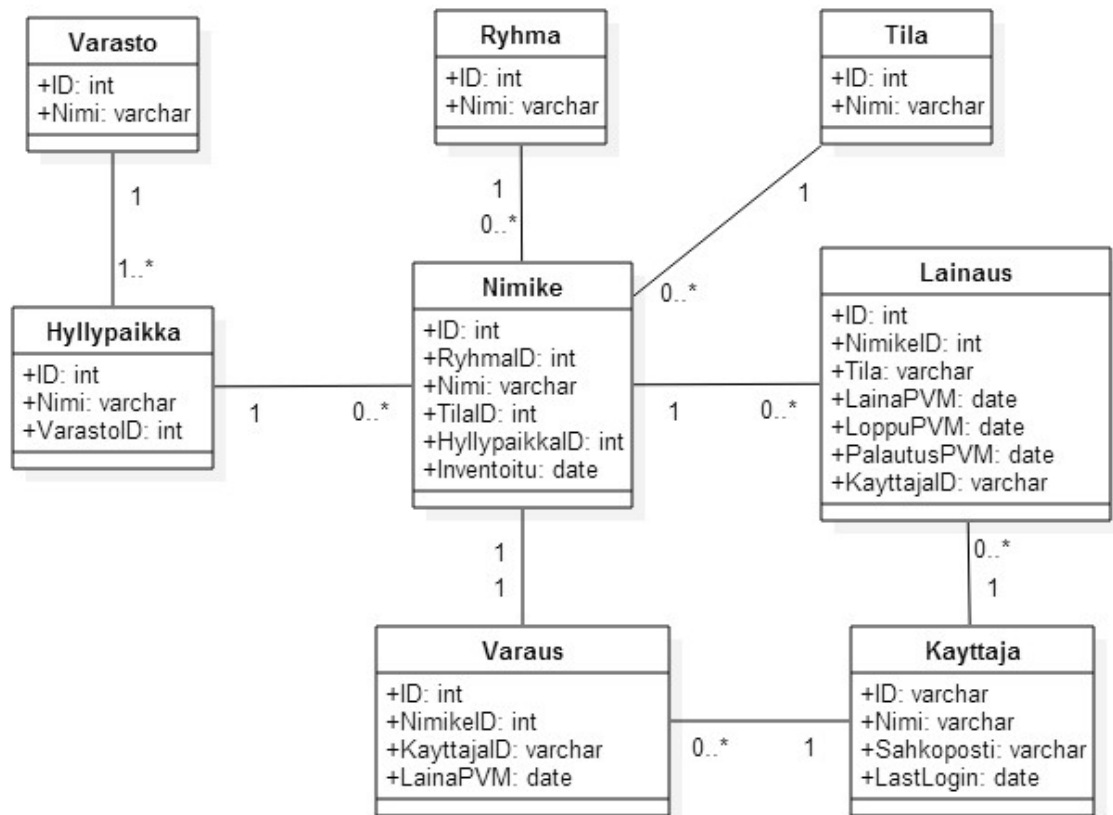 Varasto
+ID: int
+Nimi: varchar
Ryhma
+ID: int
+Nimi: varchar
Tila
+ID: int
+Nimi: varchar
1
1..*
1
0..*
1
0..*
Hyllypaikka
+ID: int
+Nimi: varchar
+VarastoID: int
1
0..*
Nimike
+ID: int
+RyhmaID: int
+Nimi: varchar
+TilaID: int
+HyllypaikkaID: int
+Inventoitu: date
1
0..*
Lainaus
+ID: int
+NimikeID: int
+Tila: varchar
+LainaPVM: date
+LoppuPVM: date
+PalautusPVM: date
+KayttajaID: varchar
1
1
0..*
1
Varaus
+ID: int
+NimikeID: int
+KayttajaID: varchar
+LainaPVM: date
0..*
1
Kayttaja
+ID: varchar
+Nimi: varchar
+Sahkoposti: varchar
+LastLogin: date